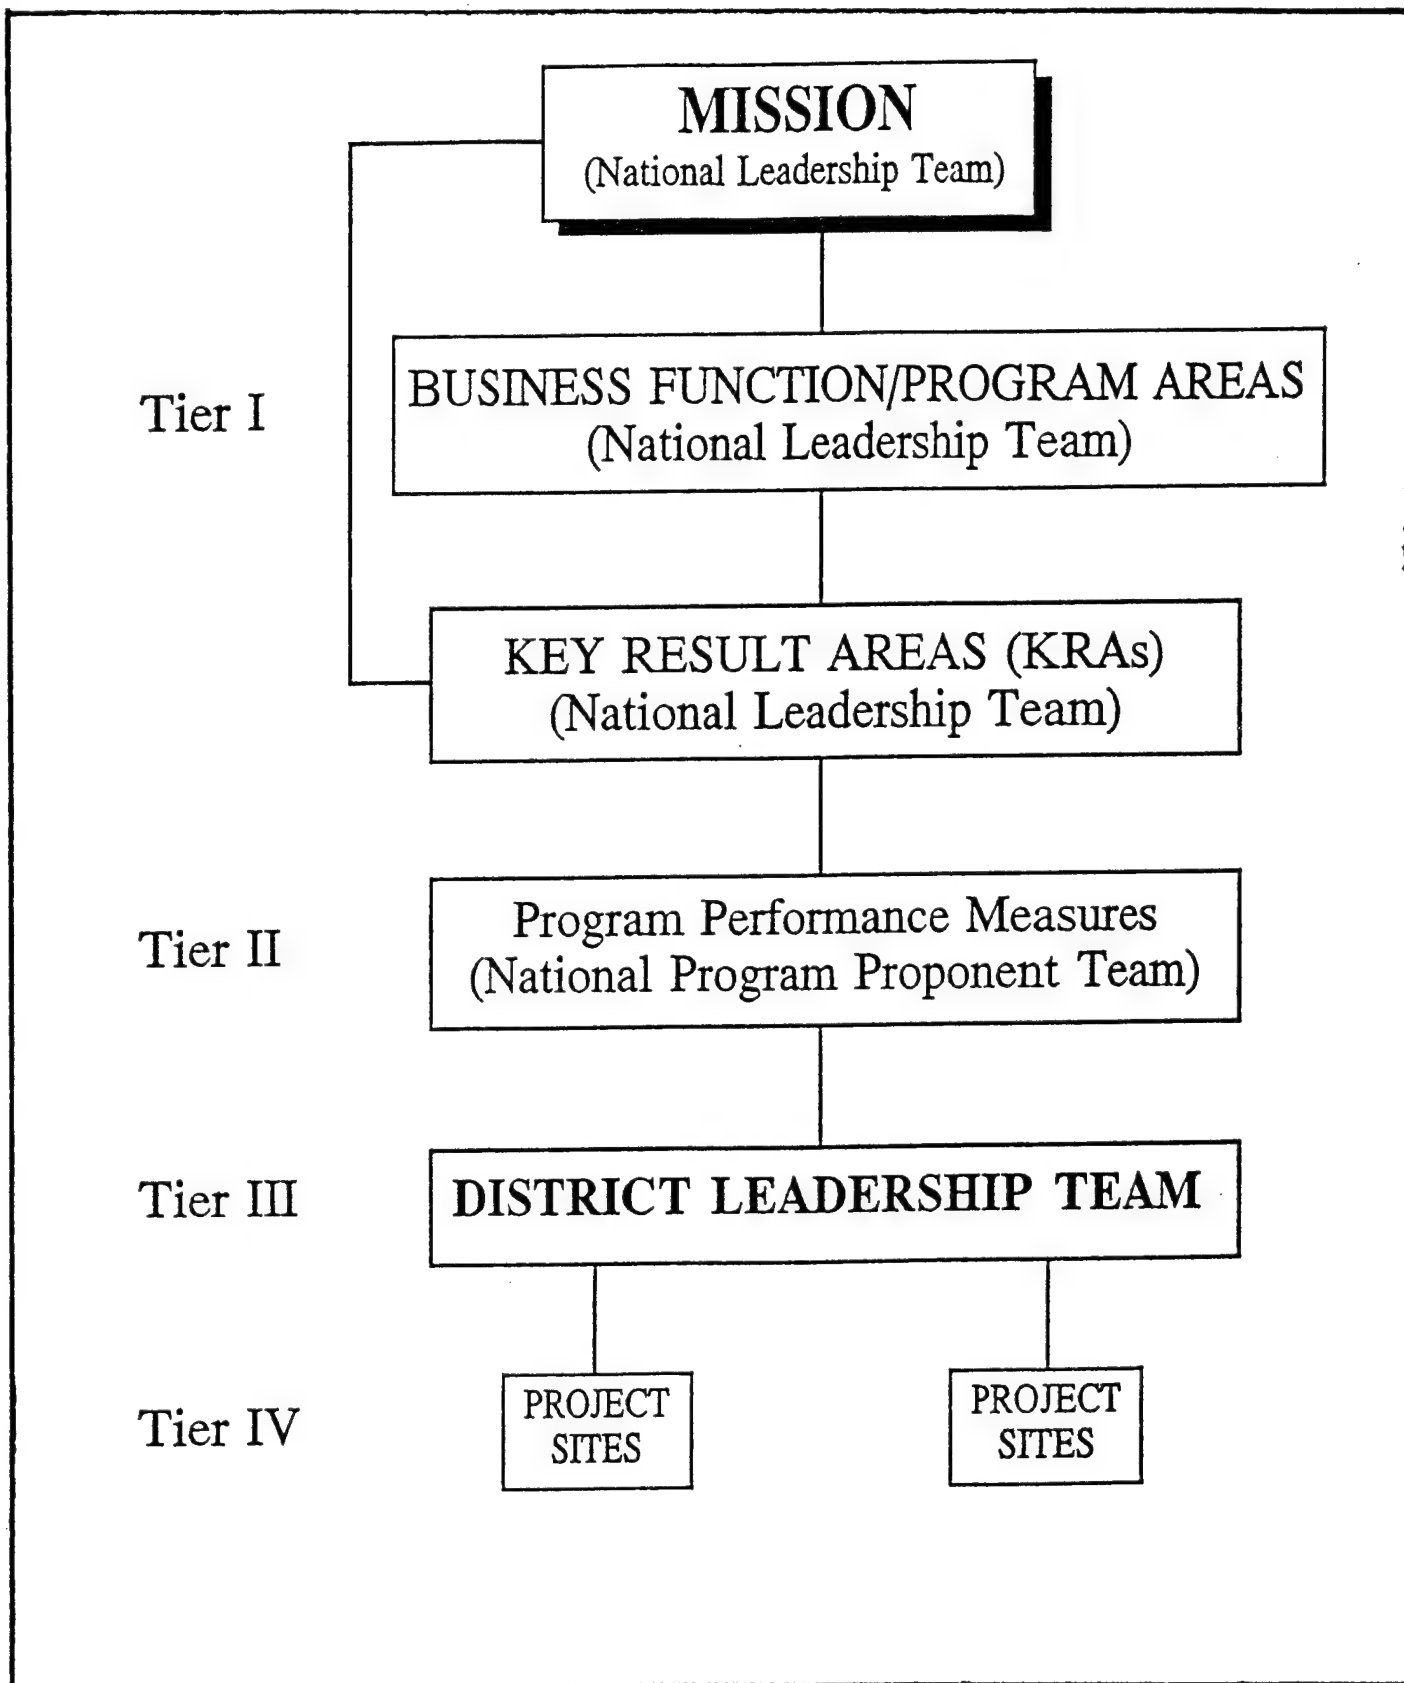 MISSION
(National Leadership Team)
Tier I
BUSINESS FUNCTION/PROGRAM AREAS
(National Leadership Team)
KEY RESULT AREAS (KRAs)
(National Leadership Team)
Tier II
Program Performance Measures
(National Program Proponent Team)
Tier III
DISTRICT LEADERSHIP TEAM
Tier IV
PROJECT
SITES
PROJECT
SITES